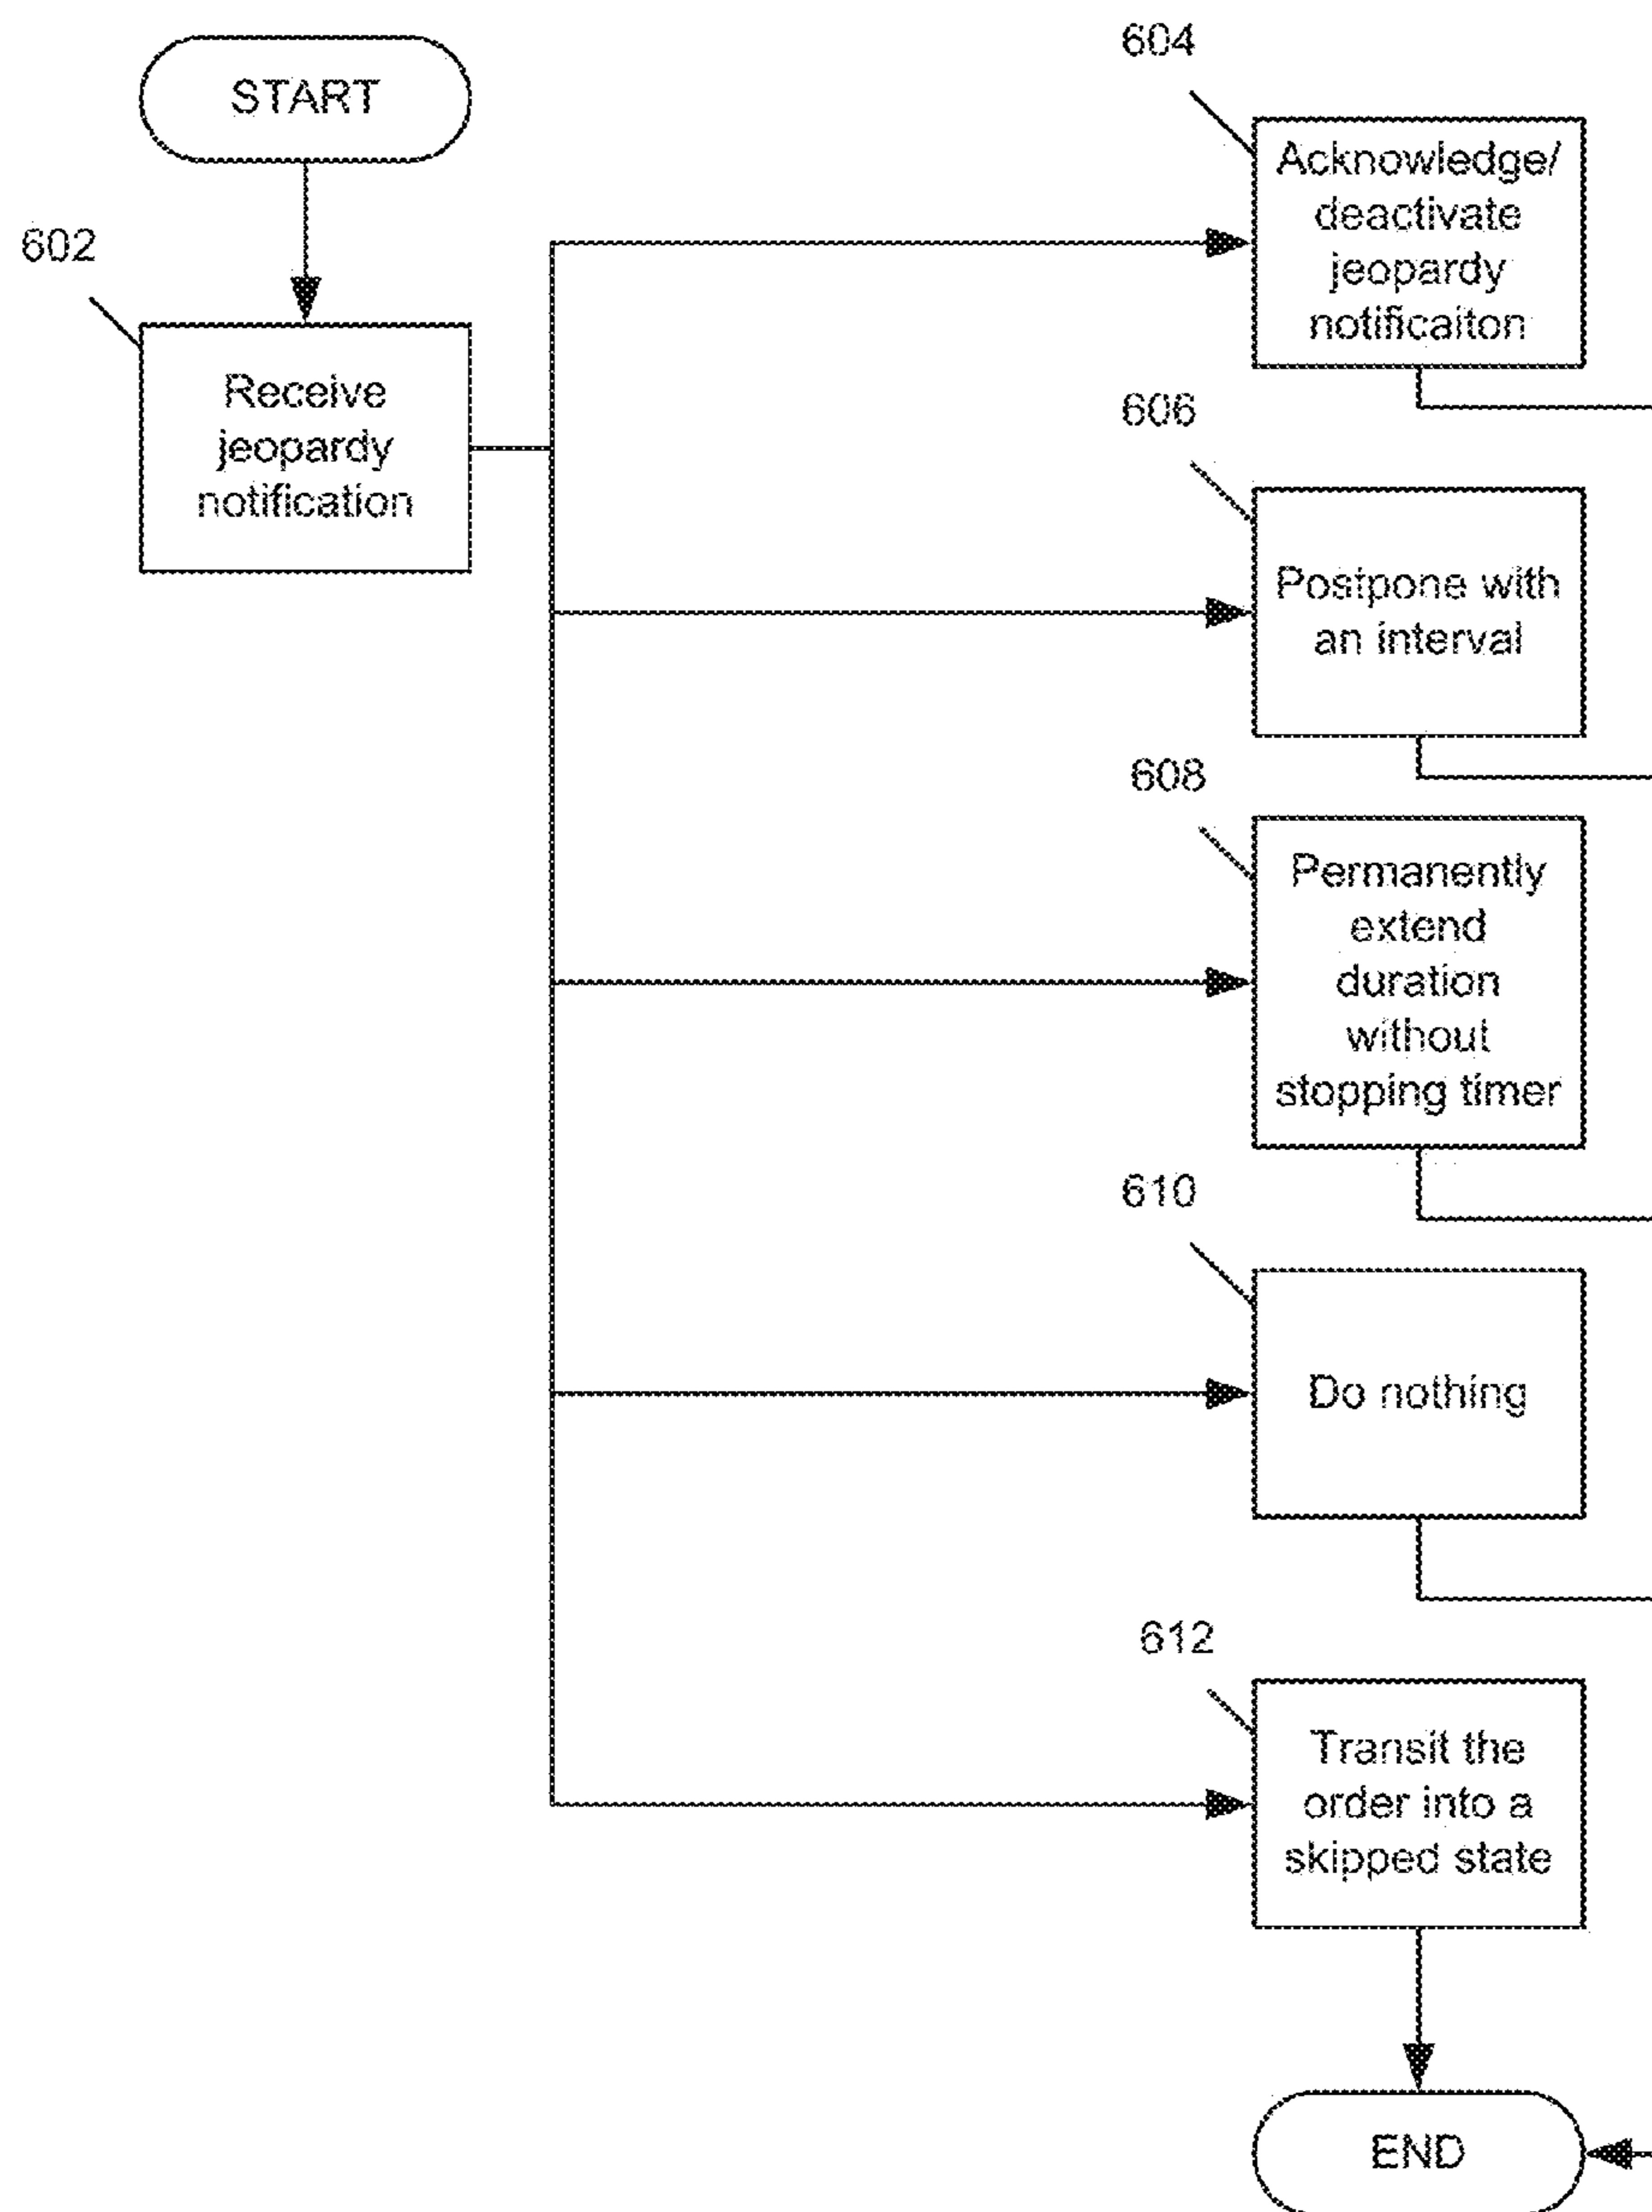 START
602
Receive
jeopardy
notification
604
Acknowledge/
deactivate
jeopardy
notificaiton
606
Postpone with
an interval
608
Permanently
extend
duration
without
stopping timer
610
Do nothing
612
Transit the
order into a
skipped state
END